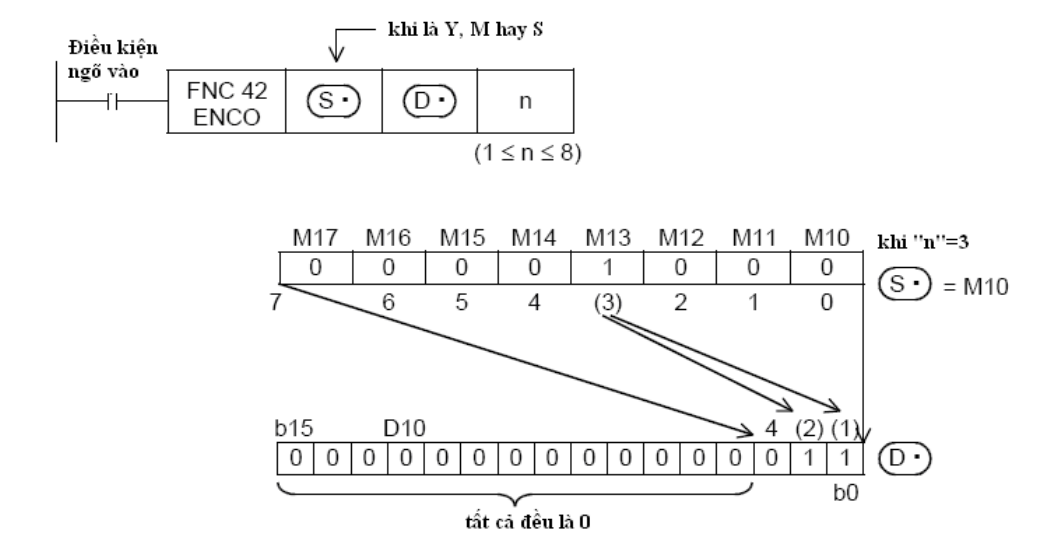 khi là Y, M hay S
Điều kiện
ngõ vào
FNC 42
ENCO
S·
D·
n
(1 ≤ n ≤ 8)
M17 M16 M15 M14 M13 M12 M11 M10
khi "n"=3
0 0 0 0 1 0 0 0
S· = M10
7 6 5 4 (3) 2 1 0
b15 D10 4 (2) (1)
0 0 0 0 0 0 0 0 0 0 0 0 0 0 1 1
D·
b0
tất cả đều là 0